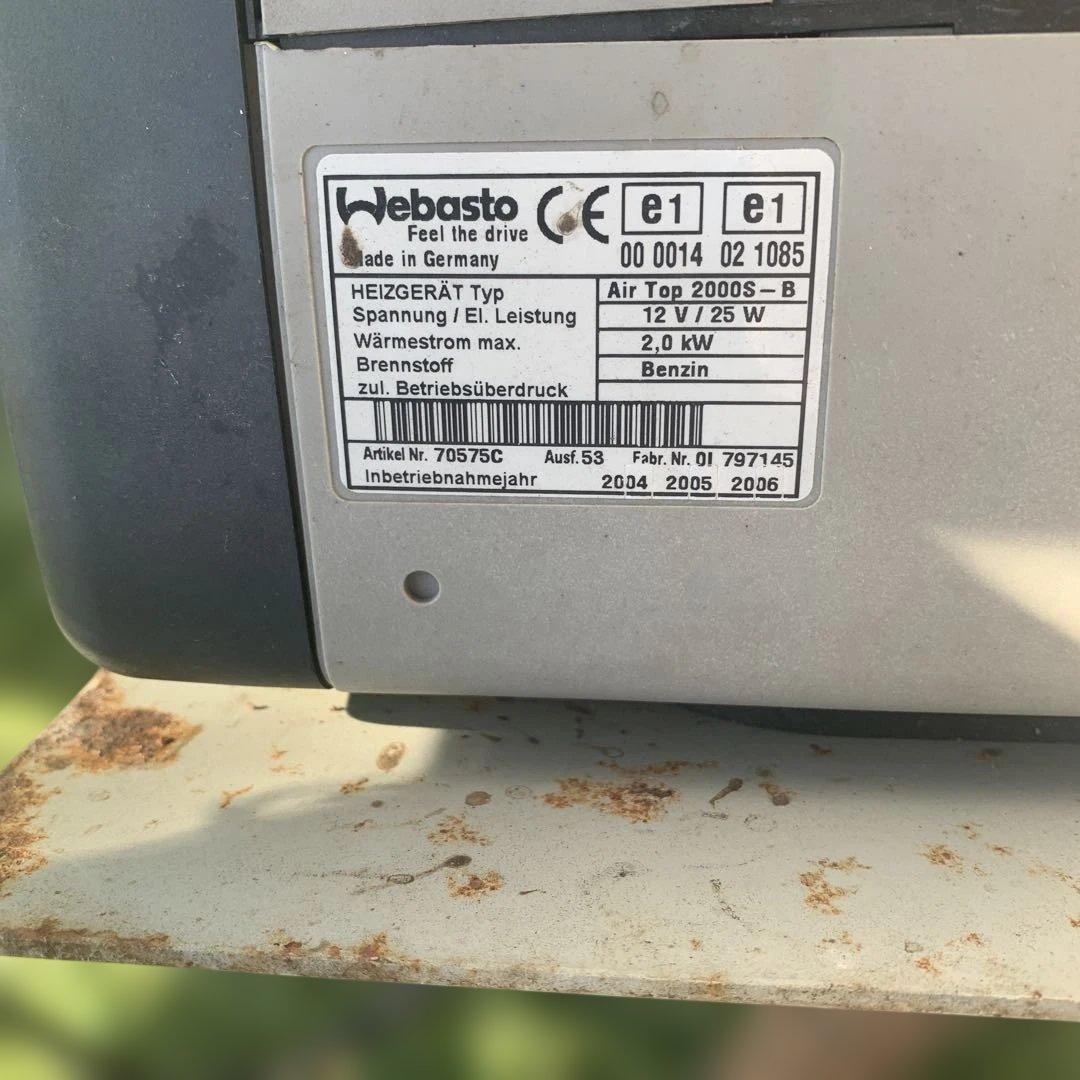 Webasto CE e1 e1
Feel the drive
Made in Germany 00 0014 02 1085
HEIZGERÄT Typ Air Top 2000S – B
Spannung / El. Leistung 12 V / 25 W
Wärmestrom max. 2,0 kW
Brennstoff Benzin
zul. Betriebsüberdruck
Artikel Nr. 70575C Ausf. 53 Fabr. Nr. 01 797145
Inbetriebnahmejahr 2004 2005 2006